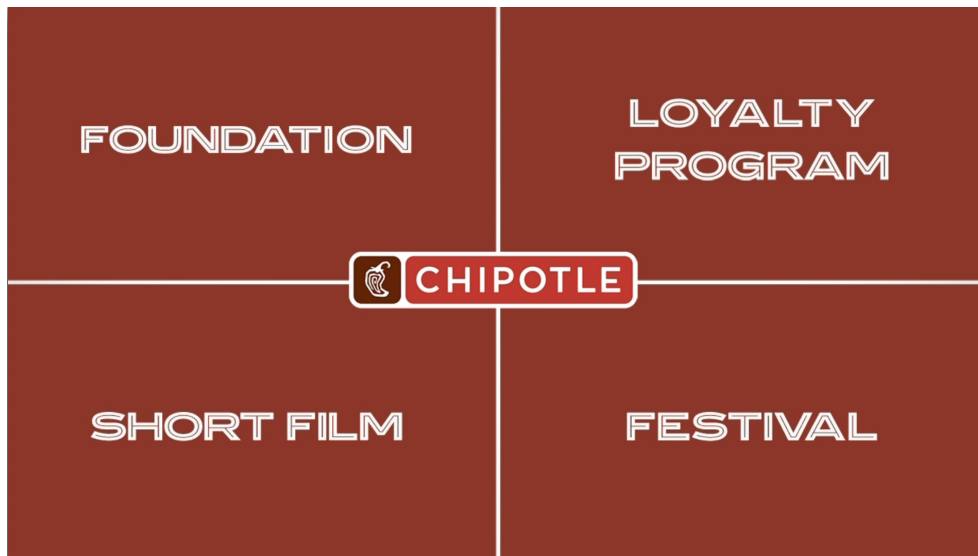 FOUNDATION
LOYALTY
PROGRAM
CHIPOTLE
SHORT FILM
FESTIVAL